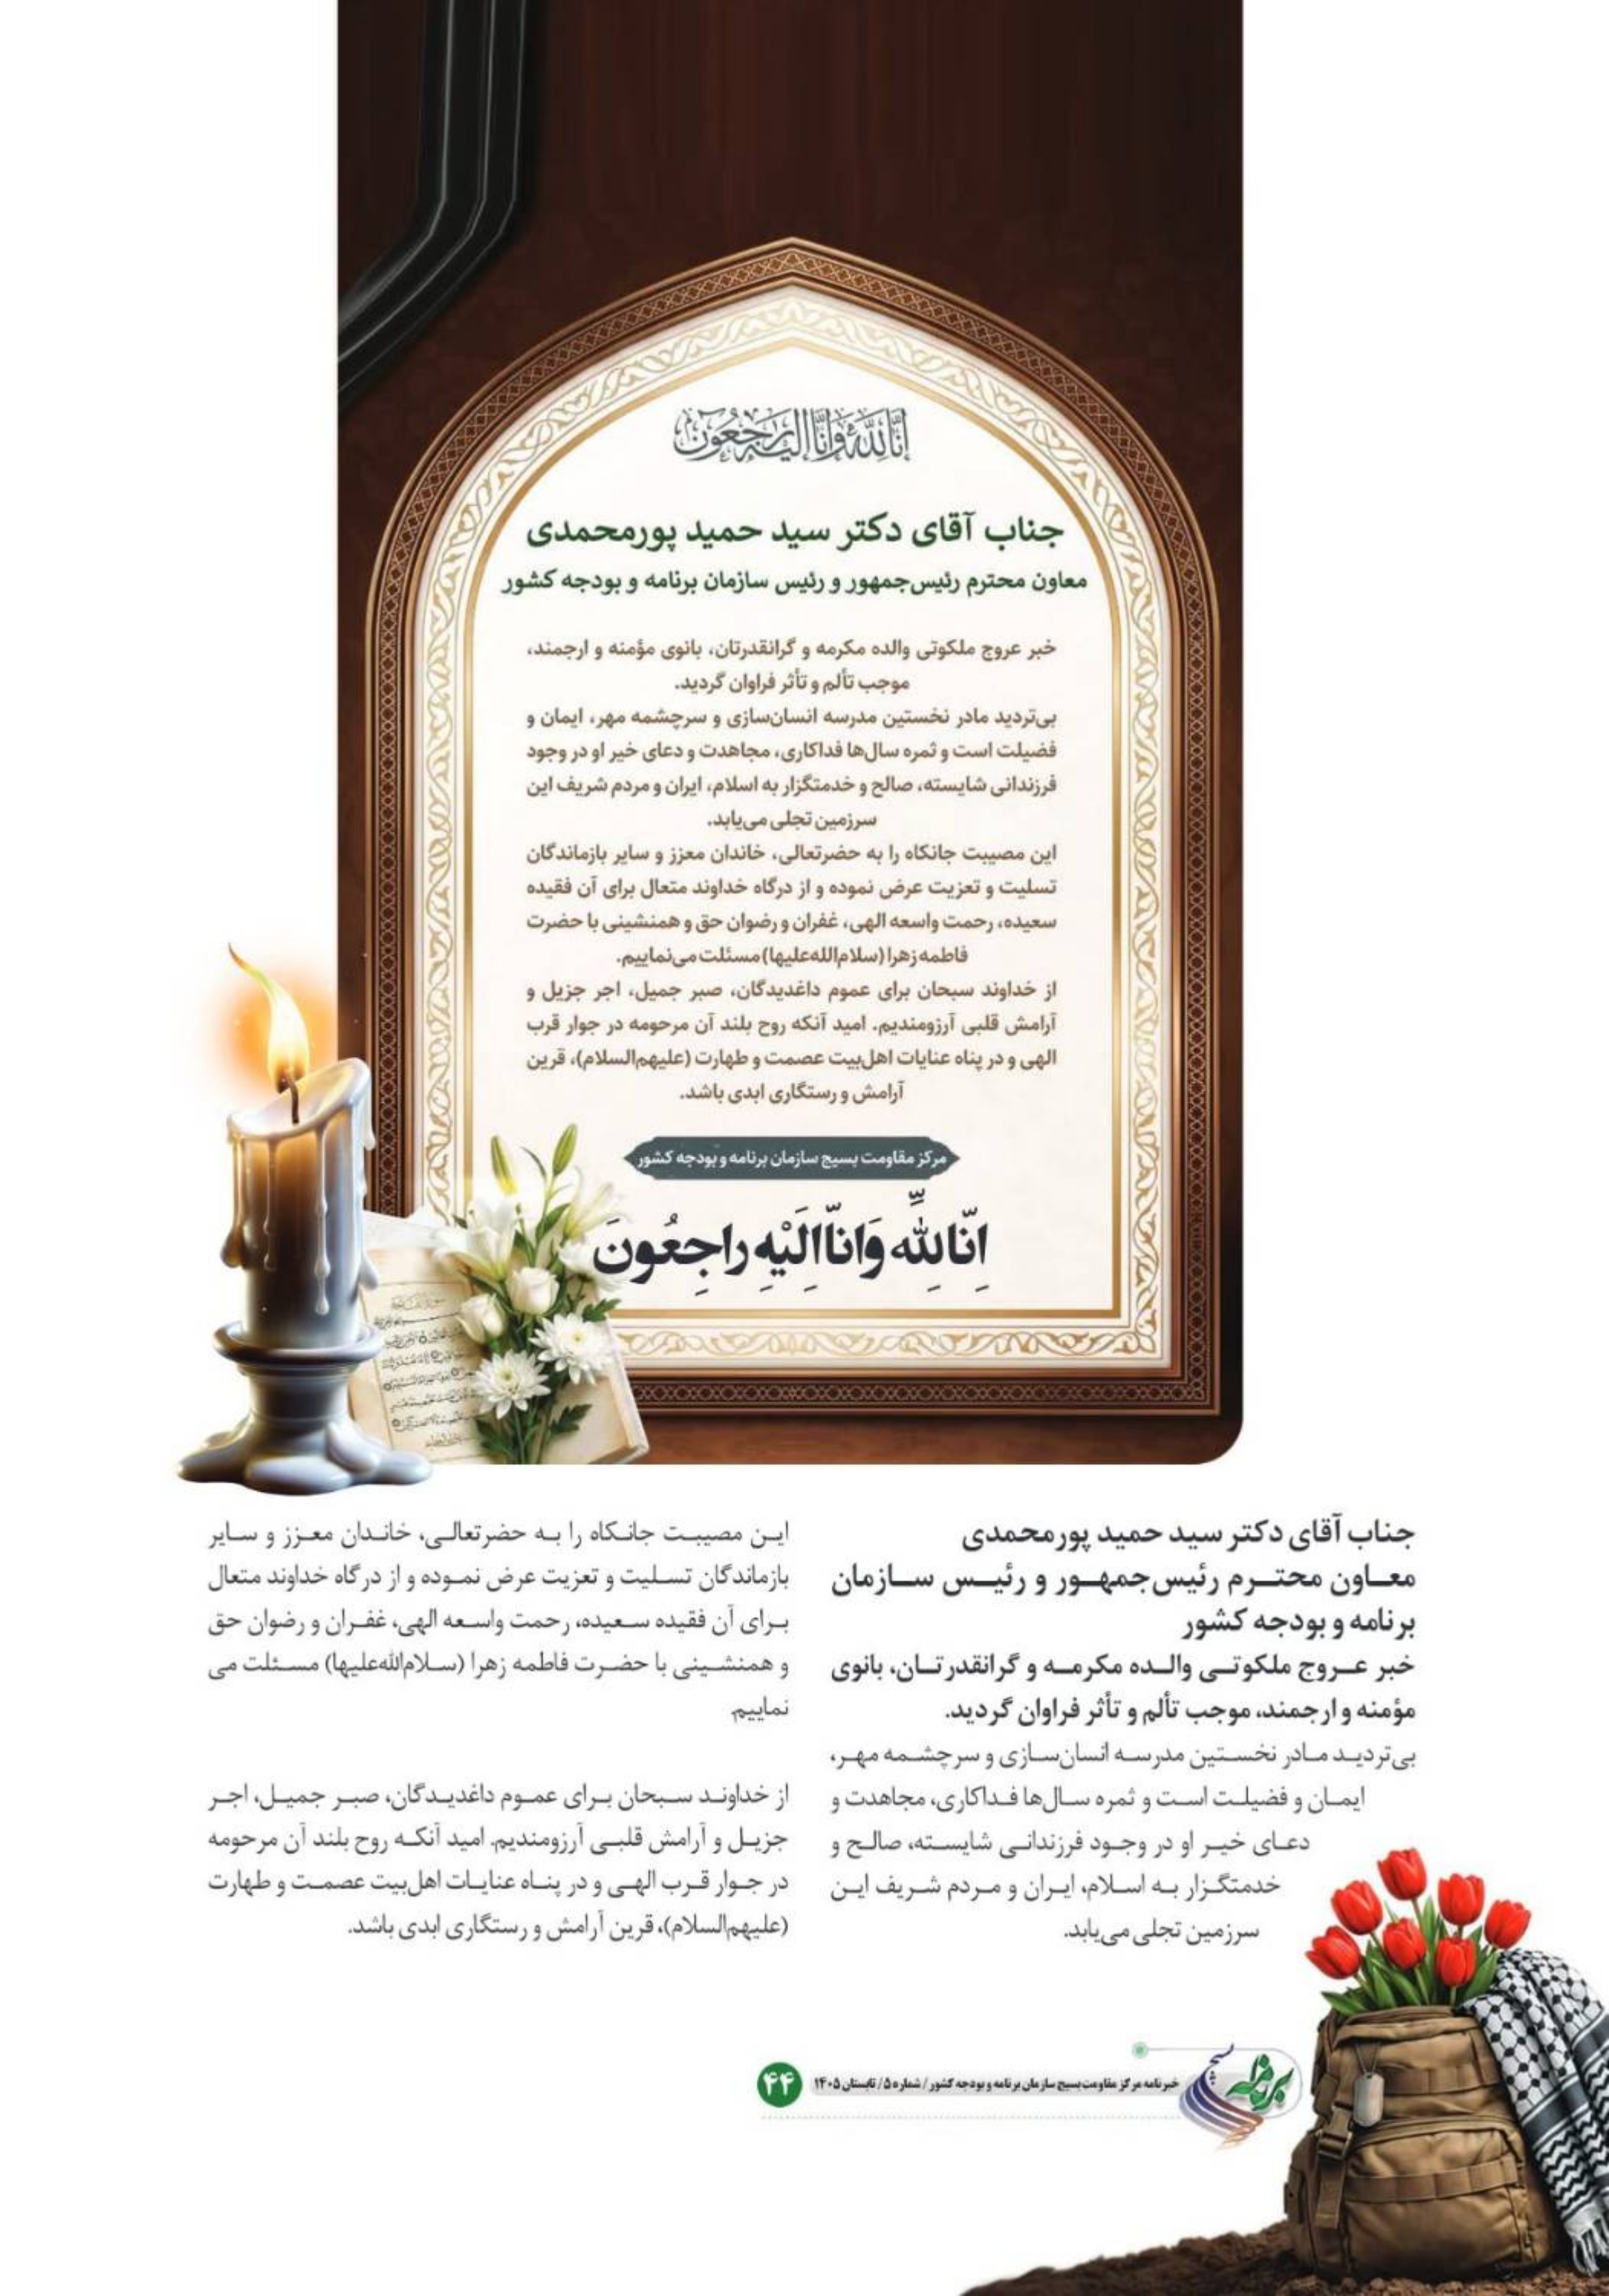 إنا لله وإنا إليه راجعون
جناب آقای دکتر سید حمید پورمحمدی
معاون محترم رئیس‌جمهور و رئیس سازمان برنامه و بودجه کشور
خبر عروج ملکوتی والده مکرمه و گرانقدرتان، بانوی مؤمنه و ارجمند،
موجب تألم و تأثر فراوان گردید.
بی‌تردید مادر نخستین مدرسه انسان‌سازی و سرچشمه مهر، ایمان و
فضیلت است و ثمره سال‌ها فداکاری، مجاهدت و دعای خیر او در وجود
فرزندانی شایسته، صالح و خدمتگزار به اسلام، ایران و مردم شریف این
سرزمین تجلی می‌یابد.
این مصیبت جانکاه را به حضرتعالی، خاندان معزز و سایر بازماندگان
تسلیت و تعزیت عرض نموده و از درگاه خداوند متعال برای آن فقیده
سعیده، رحمت واسعه الهی، غفران و رضوان حق و همنشینی با حضرت
فاطمه زهرا (سلام‌الله‌علیها) مسئلت می‌نماییم.
از خداوند سبحان برای عموم داغدیدگان، صبر جمیل، اجر جزیل و
آرامش قلبی آرزومندیم. امید آنکه روح بلند آن مرحومه در جوار قرب
الهی و در پناه عنایات اهل‌بیت عصمت و طهارت (علیهم‌السلام)، قرین
آرامش و رستگاری ابدی باشد.
مرکز مقاومت بسیج سازمان برنامه و بودجه کشور
اِنّا لِلّٰهِ وَانّا اِلَیْهِ راجِعُونَ
جناب آقای دکتر سید حمید پورمحمدی
معاون محترم رئیس‌جمهور و رئیس سازمان
برنامه و بودجه کشور
خبر عروج ملکوتی والده مکرمه و گرانقدرتان، بانوی
مؤمنه و ارجمند، موجب تألم و تأثر فراوان گردید.
بی‌تردید مادر نخستین مدرسه انسان‌سازی و سرچشمه مهر،
ایمان و فضیلت است و ثمره سال‌ها فداکاری، مجاهدت و
دعای خیر او در وجود فرزندانی شایسته، صالح و
خدمتگزار به اسلام، ایران و مردم شریف این
سرزمین تجلی می‌یابد.
این مصیبت جانکاه را به حضرتعالی، خاندان معزز و سایر
بازماندگان تسلیت و تعزیت عرض نموده و از درگاه خداوند متعال
برای آن فقیده سعیده، رحمت واسعه الهی، غفران و رضوان حق
و همنشینی با حضرت فاطمه زهرا (سلام‌الله‌علیها) مسئلت می
نماییم.
از خداوند سبحان برای عموم داغدیدگان، صبر جمیل، اجر
جزیل و آرامش قلبی آرزومندیم. امید آنکه روح بلند آن مرحومه
در جوار قرب الهی و در پناه عنایات اهل‌بیت عصمت و طهارت
(علیهم‌السلام)، قرین آرامش و رستگاری ابدی باشد.
برنامه بسیج
خبرنامه مرکز مقاومت بسیج سازمان برنامه و بودجه کشور / شماره ۵ / تابستان ۱۴۰۵
۴۴